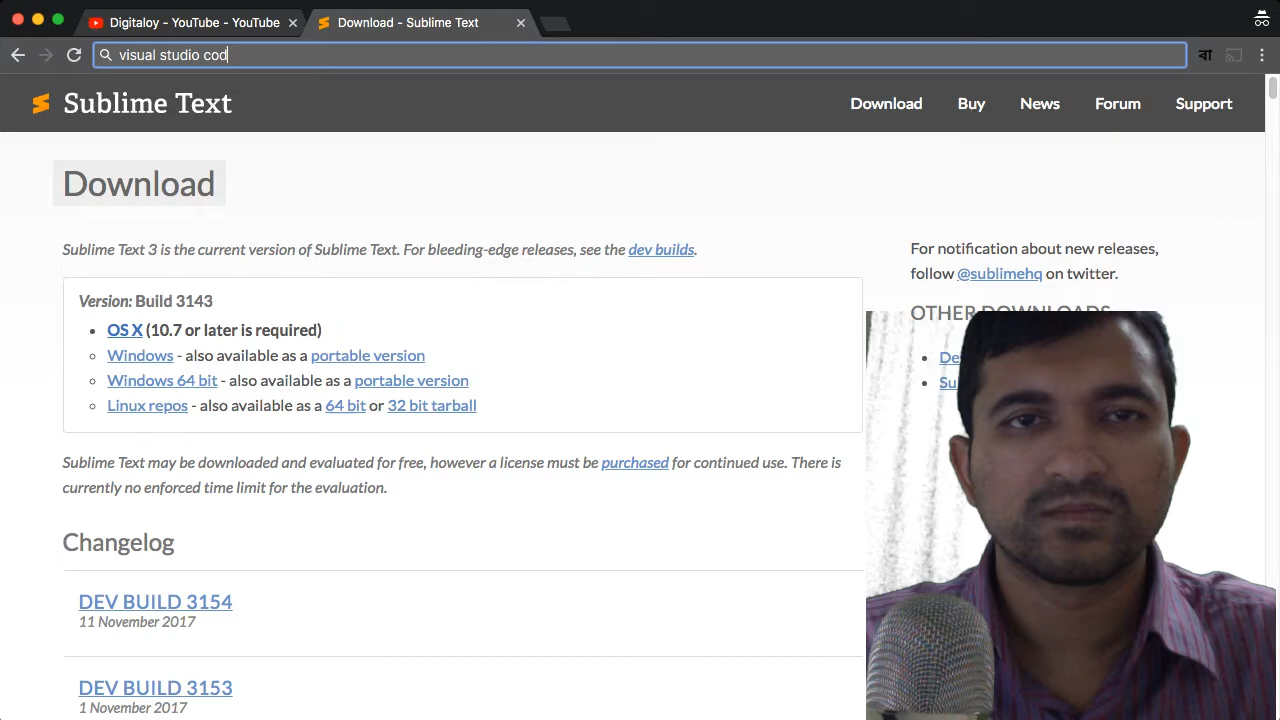 Digitaloy - YouTube - YouTube
Download - Sublime Text
visual studio cod
বা
Sublime Text
Download Buy News Forum Support
Download
Sublime Text 3 is the current version of Sublime Text. For bleeding-edge releases, see the dev builds.
For notification about new releases,
follow @sublimehq on twitter.
Version: Build 3143
OTHER DOWNLOADS
OS X (10.7 or later is required)
Windows - also available as a portable version
Windows 64 bit - also available as a portable version
Linux repos - also available as a 64 bit or 32 bit tarball
Sublime Text may be downloaded and evaluated for free, however a license must be purchased for continued use. There is
currently no enforced time limit for the evaluation.
Changelog
DEV BUILD 3154
11 November 2017
DEV BUILD 3153
1 November 2017